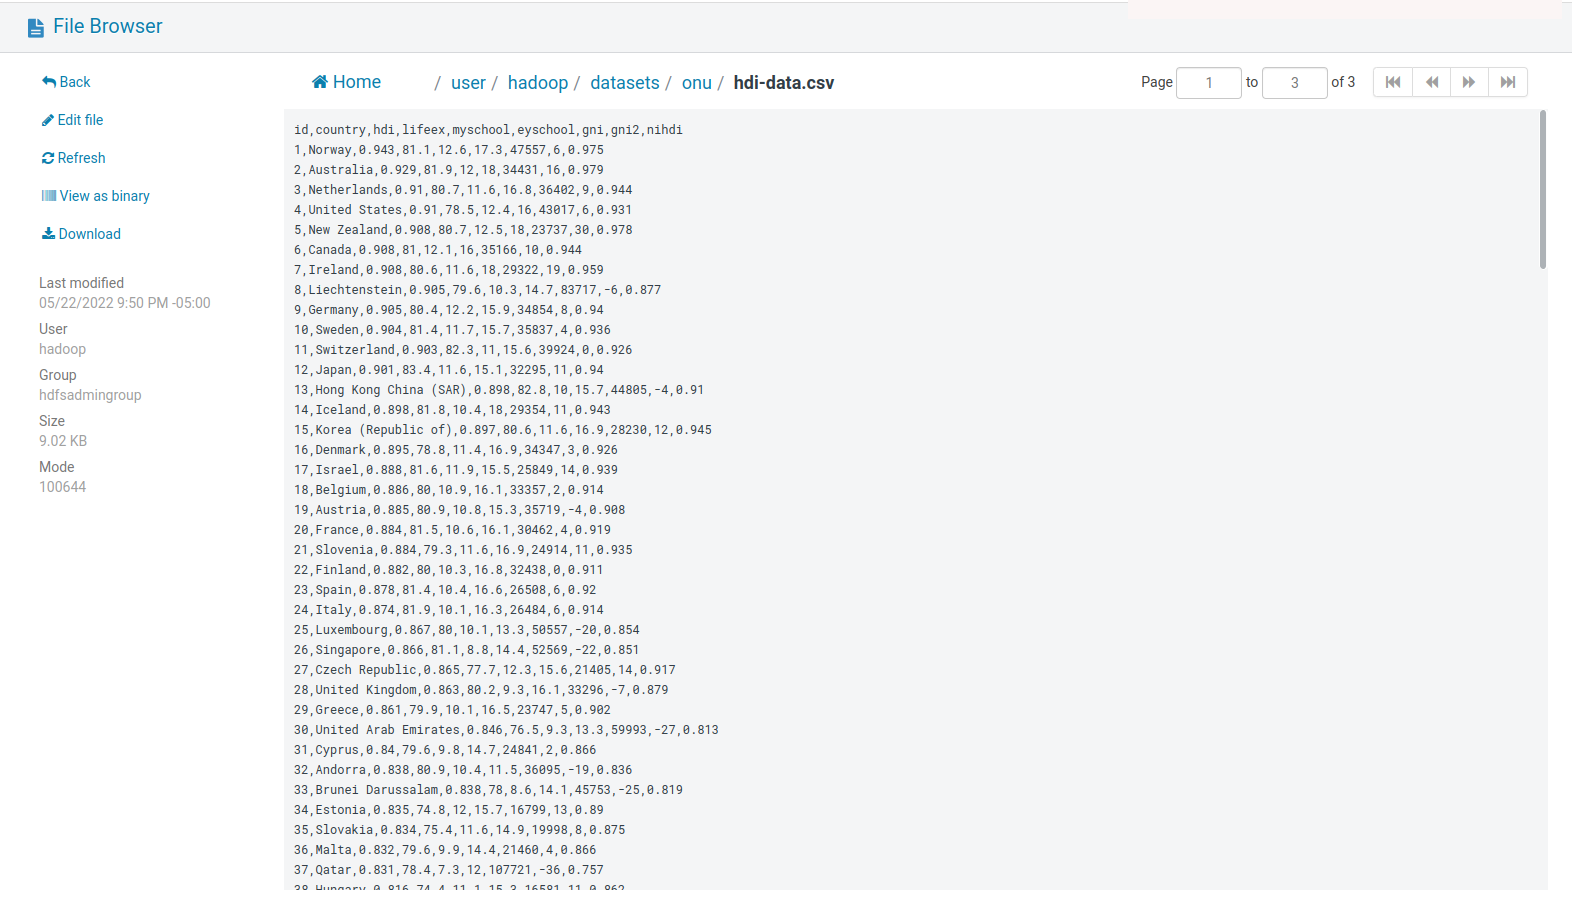 File Browser
Back
Edit file
Refresh
View as binary
Download
Last modified
05/22/2022 9:50 PM -05:00
User
hadoop
Group
hdfsadmingroup
Size
9.02 KB
Mode
100644
Home / user / hadoop / datasets / onu / hdi-data.csv
Page 1 to 3 of 3
id,country,hdi,lifeex,myschool,eyschool,gni,gni2,nihdi
1,Norway,0.943,81.1,12.6,17.3,47557,6,0.975
2,Australia,0.929,81.9,12,18,34431,16,0.979
3,Netherlands,0.91,80.7,11.6,16.8,36402,9,0.944
4,United States,0.91,78.5,12.4,16,43017,6,0.931
5,New Zealand,0.908,80.7,12.5,18,23737,30,0.978
6,Canada,0.908,81,12.1,16,35166,10,0.944
7,Ireland,0.908,80.6,11.6,18,29322,19,0.959
8,Liechtenstein,0.905,79.6,10.3,14.7,83717,-6,0.877
9,Germany,0.905,80.4,12.2,15.9,34854,8,0.94
10,Sweden,0.904,81.4,11.7,15.7,35837,4,0.936
11,Switzerland,0.903,82.3,11,15.6,39924,0,0.926
12,Japan,0.901,83.4,11.6,15.1,32295,11,0.94
13,Hong Kong China (SAR),0.898,82.8,10,15.7,44805,-4,0.91
14,Iceland,0.898,81.8,10.4,18,29354,11,0.943
15,Korea (Republic of),0.897,80.6,11.6,16.9,28230,12,0.945
16,Denmark,0.895,78.8,11.4,16.9,34347,3,0.926
17,Israel,0.888,81.6,11.9,15.5,25849,14,0.939
18,Belgium,0.886,80,10.9,16.1,33357,2,0.914
19,Austria,0.885,80.9,10.8,15.3,35719,-4,0.908
20,France,0.884,81.5,10.6,16.1,30462,4,0.919
21,Slovenia,0.884,79.3,11.6,16.9,24914,11,0.935
22,Finland,0.882,80,10.3,16.8,32438,0,0.911
23,Spain,0.878,81.4,10.4,16.6,26508,6,0.92
24,Italy,0.874,81.9,10.1,16.3,26484,6,0.914
25,Luxembourg,0.867,80,10.1,13.3,50557,-20,0.854
26,Singapore,0.866,81.1,8.8,14.4,52569,-22,0.851
27,Czech Republic,0.865,77.7,12.3,15.6,21405,14,0.917
28,United Kingdom,0.863,80.2,9.3,16.1,33296,-7,0.879
29,Greece,0.861,79.9,10.1,16.5,23747,5,0.902
30,United Arab Emirates,0.846,76.5,9.3,13.3,59993,-27,0.813
31,Cyprus,0.84,79.6,9.8,14.7,24841,2,0.866
32,Andorra,0.838,80.9,10.4,11.5,36095,-19,0.836
33,Brunei Darussalam,0.838,78,8.6,14.1,45753,-25,0.819
34,Estonia,0.835,74.8,12,15.7,16799,13,0.89
35,Slovakia,0.834,75.4,11.6,14.9,19998,8,0.875
36,Malta,0.832,79.6,9.9,14.4,21460,4,0.866
37,Qatar,0.831,78.4,7.3,12,107721,-36,0.757
38,Hungary,0.816,74.4,11.1,15.3,16581,11,0.862